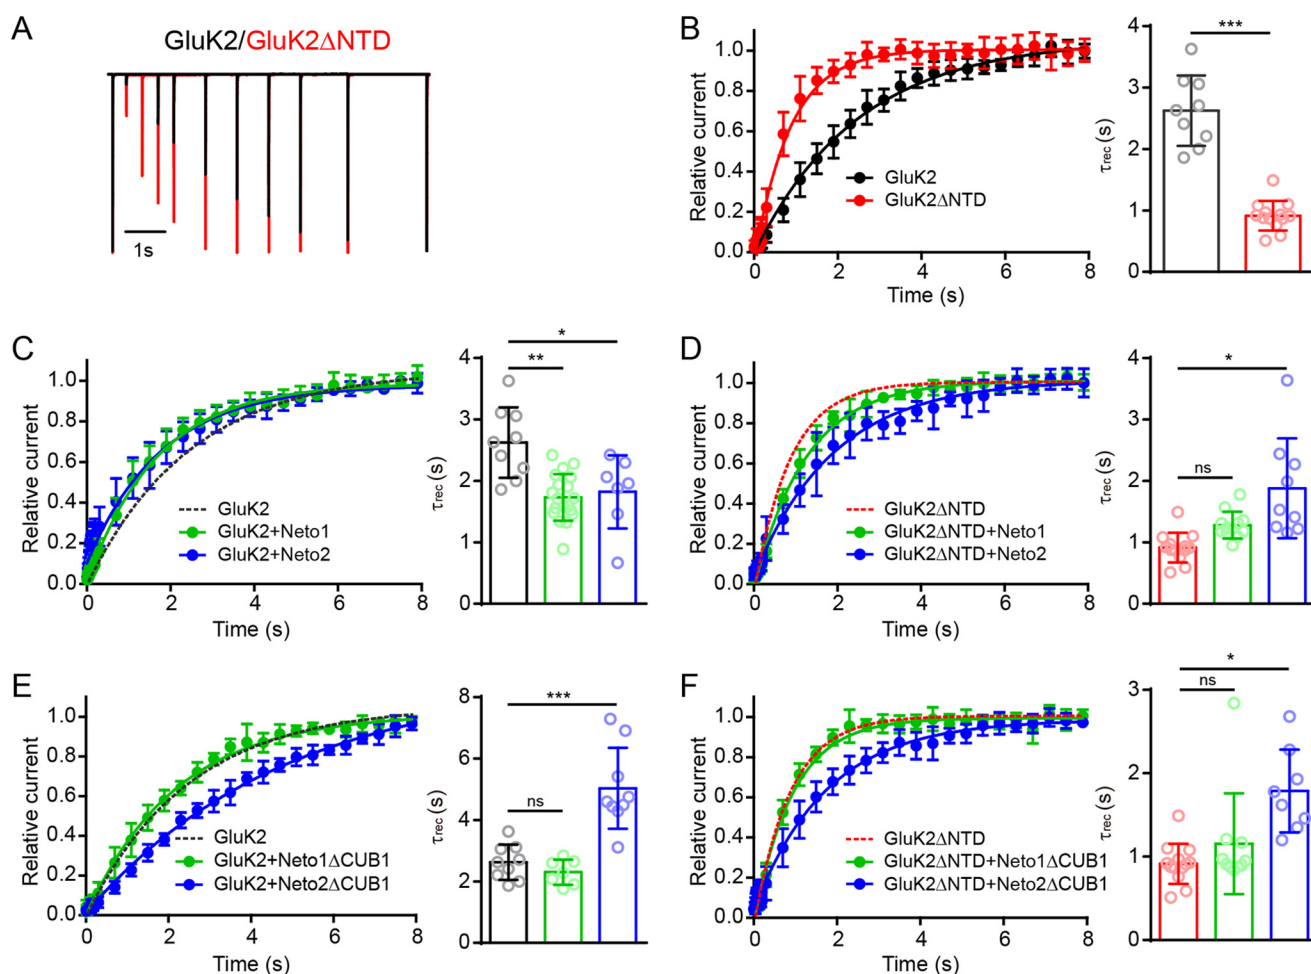 A
GluK2/GluK2ΔNTD
1s
B
Relative current
1.0
0.8
0.6
0.4
0.2
0.0
0 2 4 6 8
Time (s)
GluK2
GluK2ΔNTD
τrec (s)
4
3
2
1
0
***
C
Relative current
1.0
0.8
0.6
0.4
0.2
0.0
0 2 4 6 8
Time (s)
GluK2
GluK2+Neto1
GluK2+Neto2
τrec (s)
4
3
2
1
0
*
**
D
Relative current
1.0
0.8
0.6
0.4
0.2
0.0
0 2 4 6 8
Time (s)
GluK2ΔNTD
GluK2ΔNTD+Neto1
GluK2ΔNTD+Neto2
τrec (s)
4
3
2
1
0
*
ns
E
Relative current
1.0
0.8
0.6
0.4
0.2
0.0
0 2 4 6 8
Time (s)
GluK2
GluK2+Neto1ΔCUB1
GluK2+Neto2ΔCUB1
τrec (s)
8
6
4
2
0
***
ns
F
Relative current
1.0
0.8
0.6
0.4
0.2
0.0
0 2 4 6 8
Time (s)
GluK2ΔNTD
GluK2ΔNTD+Neto1ΔCUB1
GluK2ΔNTD+Neto2ΔCUB1
τrec (s)
3
2
1
0
*
ns